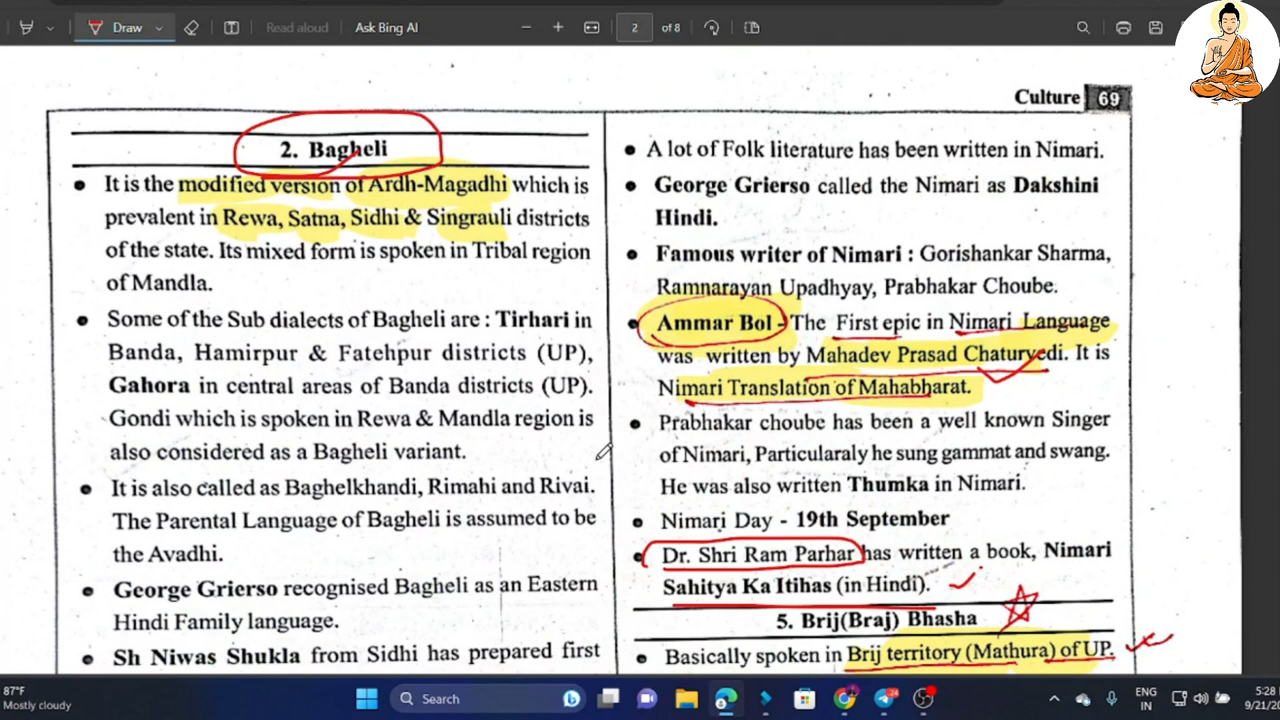 Draw
Read aloud
Ask Bing AI
2
of 8
Culture 69
2. Bagheli
It is the modified version of Ardh-Magadhi which is
prevalent in Rewa, Satna, Sidhi & Singrauli districts
of the state. Its mixed form is spoken in Tribal region
of Mandla.
Some of the Sub dialects of Bagheli are : Tirhari in
Banda, Hamirpur & Fatehpur districts (UP),
Gahora in central areas of Banda districts (UP).
Gondi which is spoken in Rewa & Mandla region is
also considered as a Bagheli variant.
It is also called as Baghelkhandi, Rimahi and Rivai.
The Parental Language of Bagheli is assumed to be
the Avadhi.
George Grierso recognised Bagheli as an Eastern
Hindi Family language.
Sh Niwas Shukla from Sidhi has prepared first
A lot of Folk literature has been written in Nimari.
George Grierso called the Nimari as Dakshini
Hindi.
Famous writer of Nimari : Gorishankar Sharma,
Ramnarayan Upadhyay, Prabhakar Choube.
Ammar Bol - The First epic in Nimari Language
was written by Mahadev Prasad Chaturvedi. It is
Nimari Translation of Mahabharat.
Prabhakar choube has been a well known Singer
of Nimari, Particularaly he sung gammat and swang.
He was also written Thumka in Nimari.
Nimari Day - 19th September
Dr. Shri Ram Parhar has written a book, Nimari
Sahitya Ka Itihas (in Hindi).
5. Brij(Braj) Bhasha
Basically spoken in Brij territory (Mathura) of UP.
87°F
Mostly cloudy
Search
24
ENG
IN
5:28
9/21/20